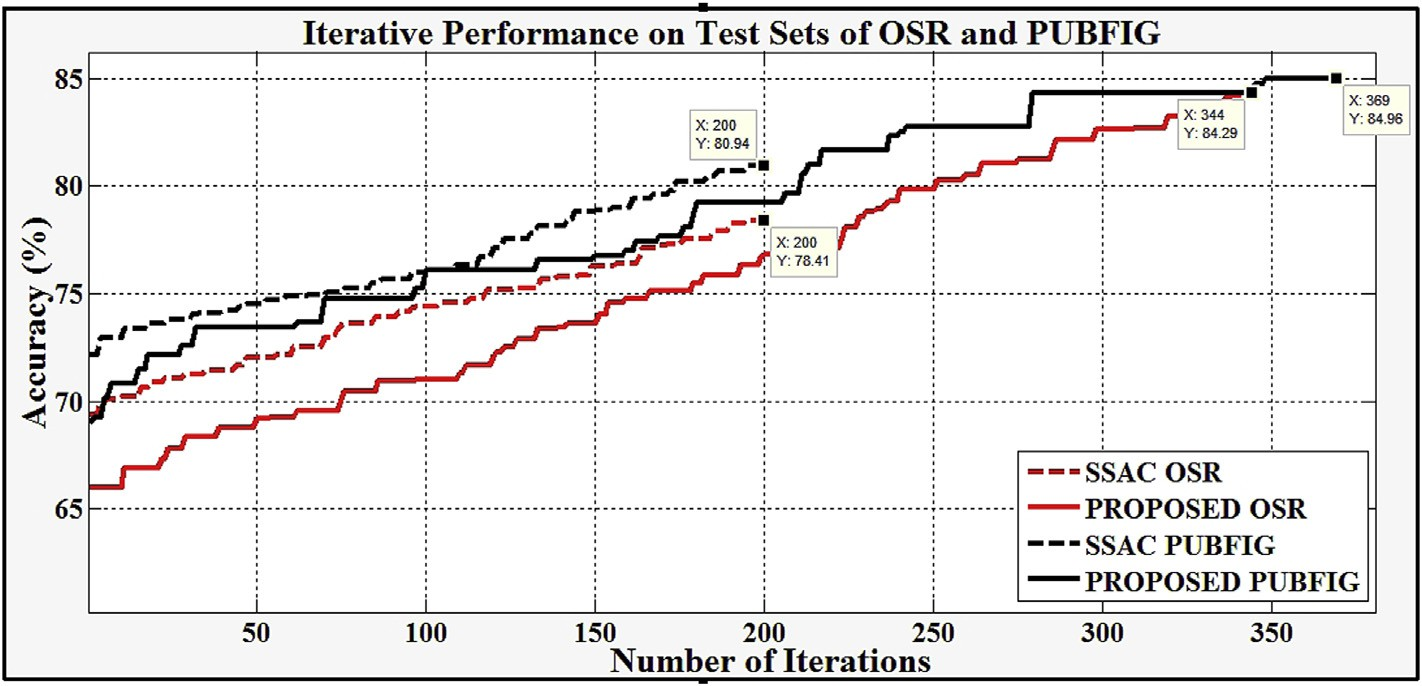 Iterative Performance on Test Sets of OSR and PUBFIG
85
80
75
70
65
Accuracy (%)
X: 200
Y: 80.94
X: 200
Y: 78.41
X: 344
Y: 84.29
X: 369
Y: 84.96
SSAC OSR
PROPOSED OSR
SSAC PUBFIG
PROPOSED PUBFIG
50 100 150 200 250 300 350
Number of Iterations